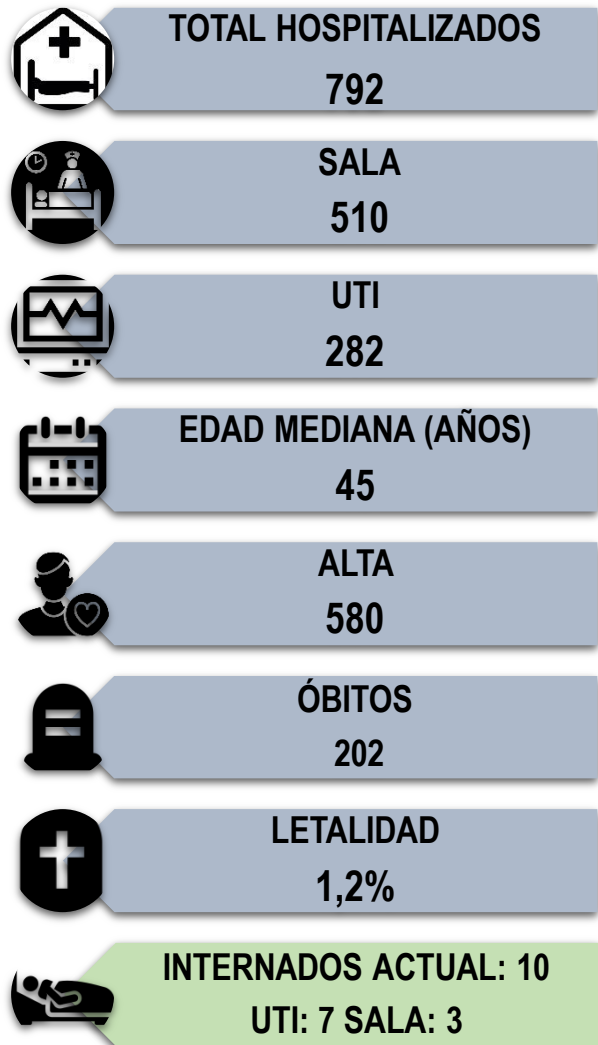 TOTAL HOSPITALIZADOS
792
SALA
510
UTI
282
EDAD MEDIANA (AÑOS)
45
ALTA
580
ÓBITOS
202
LETALIDAD
1,2%
INTERNADOS ACTUAL: 10
UTI: 7 SALA: 3